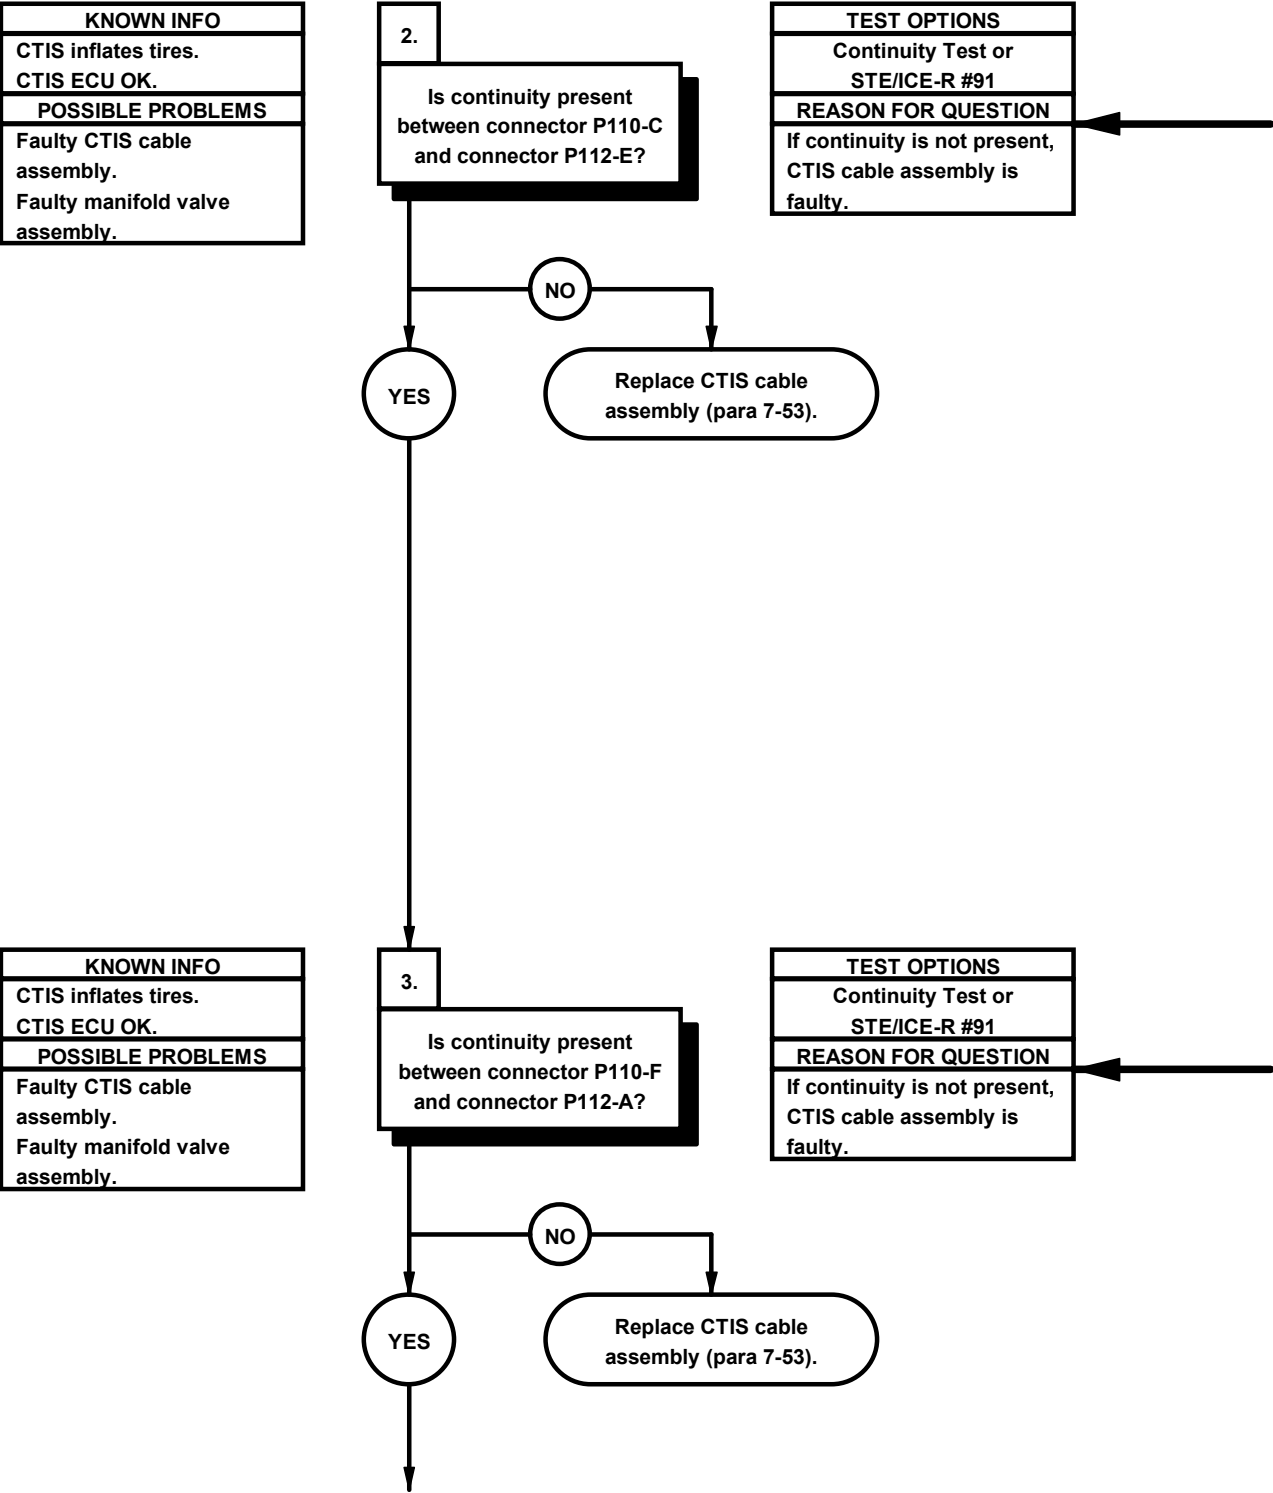 KNOWN INFO
CTIS inflates tires.
CTIS ECU OK.
POSSIBLE PROBLEMS
Faulty CTIS cable
assembly.
Faulty manifold valve
assembly.
2.
Is continuity present
between connector P110-C
and connector P112-E?
TEST OPTIONS
Continuity Test or
STE/ICE-R #91
REASON FOR QUESTION
If continuity is not present,
CTIS cable assembly is
faulty.
NO
YES
Replace CTIS cable
assembly (para 7-53).
KNOWN INFO
CTIS inflates tires.
CTIS ECU OK.
POSSIBLE PROBLEMS
Faulty CTIS cable
assembly.
Faulty manifold valve
assembly.
3.
Is continuity present
between connector P110-F
and connector P112-A?
TEST OPTIONS
Continuity Test or
STE/ICE-R #91
REASON FOR QUESTION
If continuity is not present,
CTIS cable assembly is
faulty.
NO
YES
Replace CTIS cable
assembly (para 7-53).